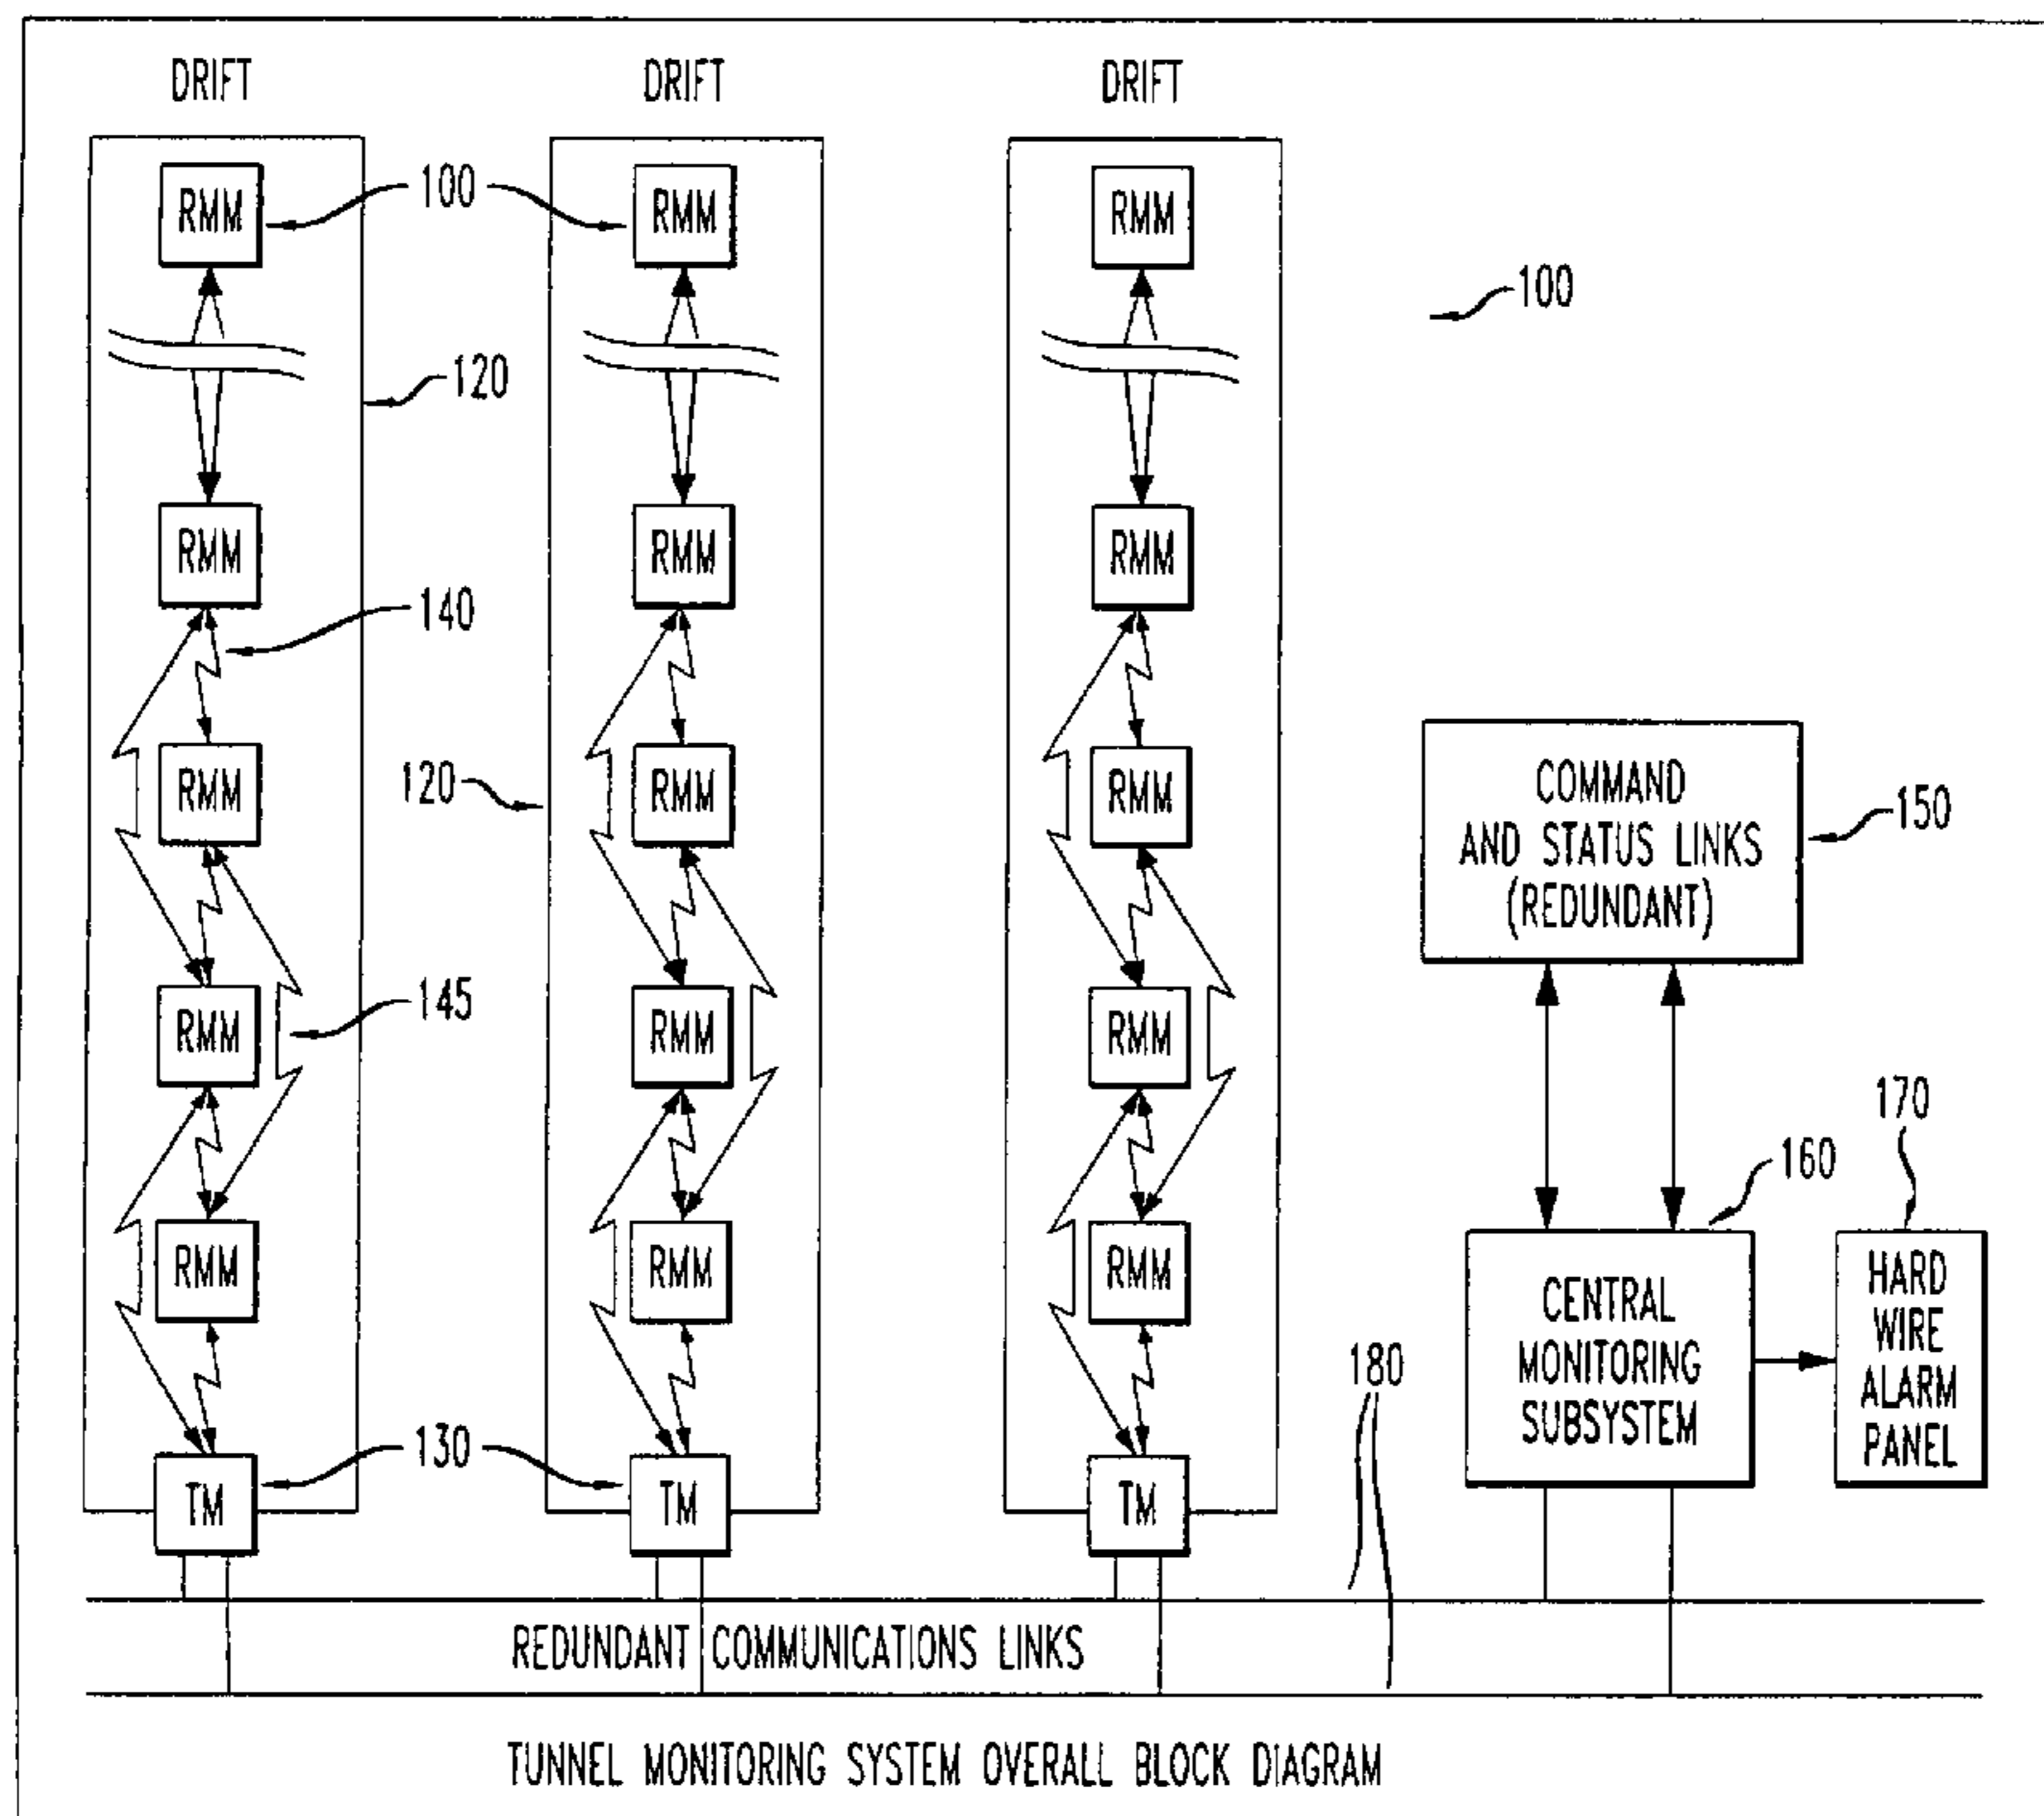 DRIFT
DRIFT
DRIFT
RMM
100
RMM
RMM
100
120
RMM
RMM
RMM
140
RMM
120
RMM
RMM
COMMAND
AND STATUS LINKS
(REDUNDANT)
150
RMM
145
RMM
RMM
170
160
RMM
RMM
RMM
CENTRAL
MONITORING
SUBSYSTEM
HARD
WIRE
ALARM
PANEL
180
TM
130
TM
TM
REDUNDANT COMMUNICATIONS LINKS
TUNNEL MONITORING SYSTEM OVERALL BLOCK DIAGRAM